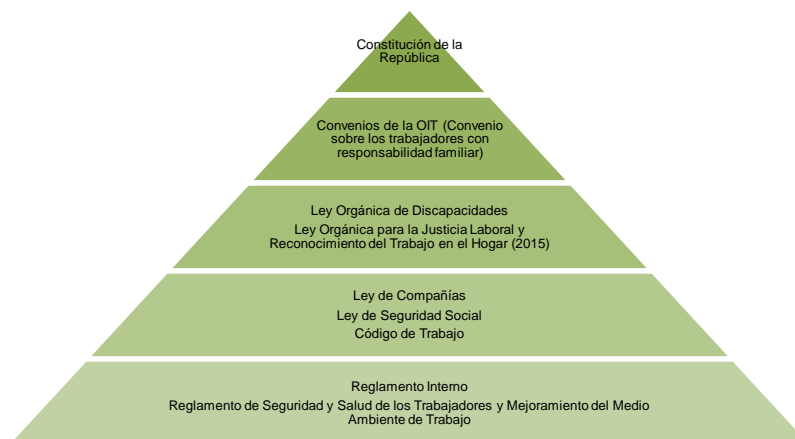 Constitución de la
República
Convenios de la OIT (Convenio
sobre los trabajadores con
responsabilidad familiar)
Ley Orgánica de Discapacidades
Ley Orgánica para la Justicia Laboral y
Reconocimiento del Trabajo en el Hogar (2015)
Ley de Compañías
Ley de Seguridad Social
Código de Trabajo
Reglamento Interno
Reglamento de Seguridad y Salud de los Trabajadores y Mejoramiento del Medio
Ambiente de Trabajo